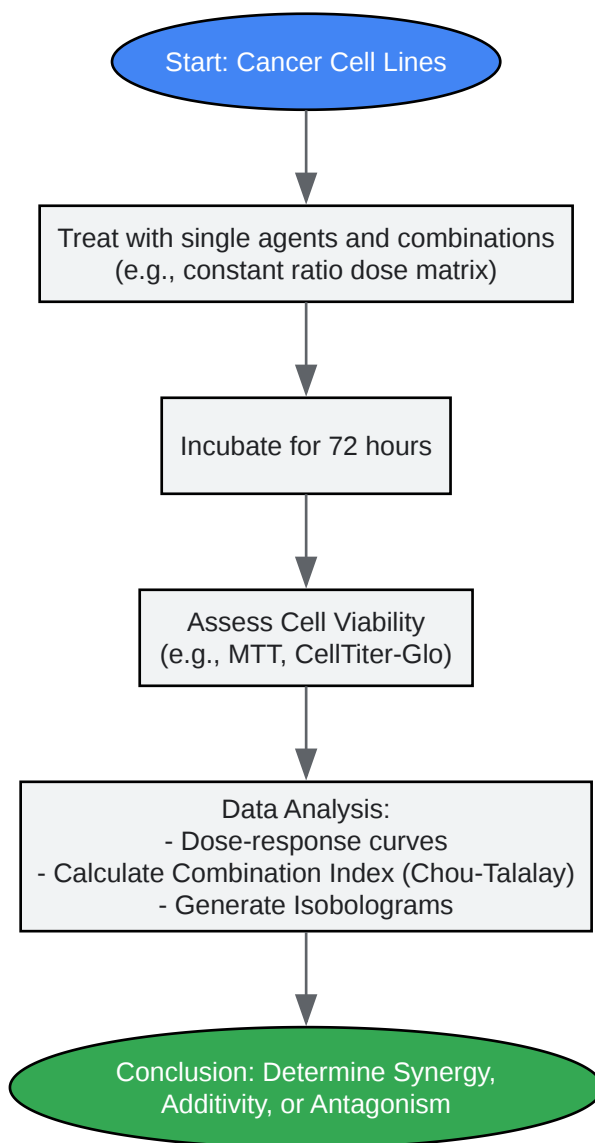 Start: Cancer Cell Lines
Treat with single agents and combinations
(e.g., constant ratio dose matrix)
Incubate for 72 hours
Assess Cell Viability
(e.g., MTT, CellTiter-Glo)
Data Analysis:
- Dose-response curves
- Calculate Combination Index (Chou-Talalay)
- Generate Isobolograms
Conclusion: Determine Synergy,
Additivity, or Antagonism